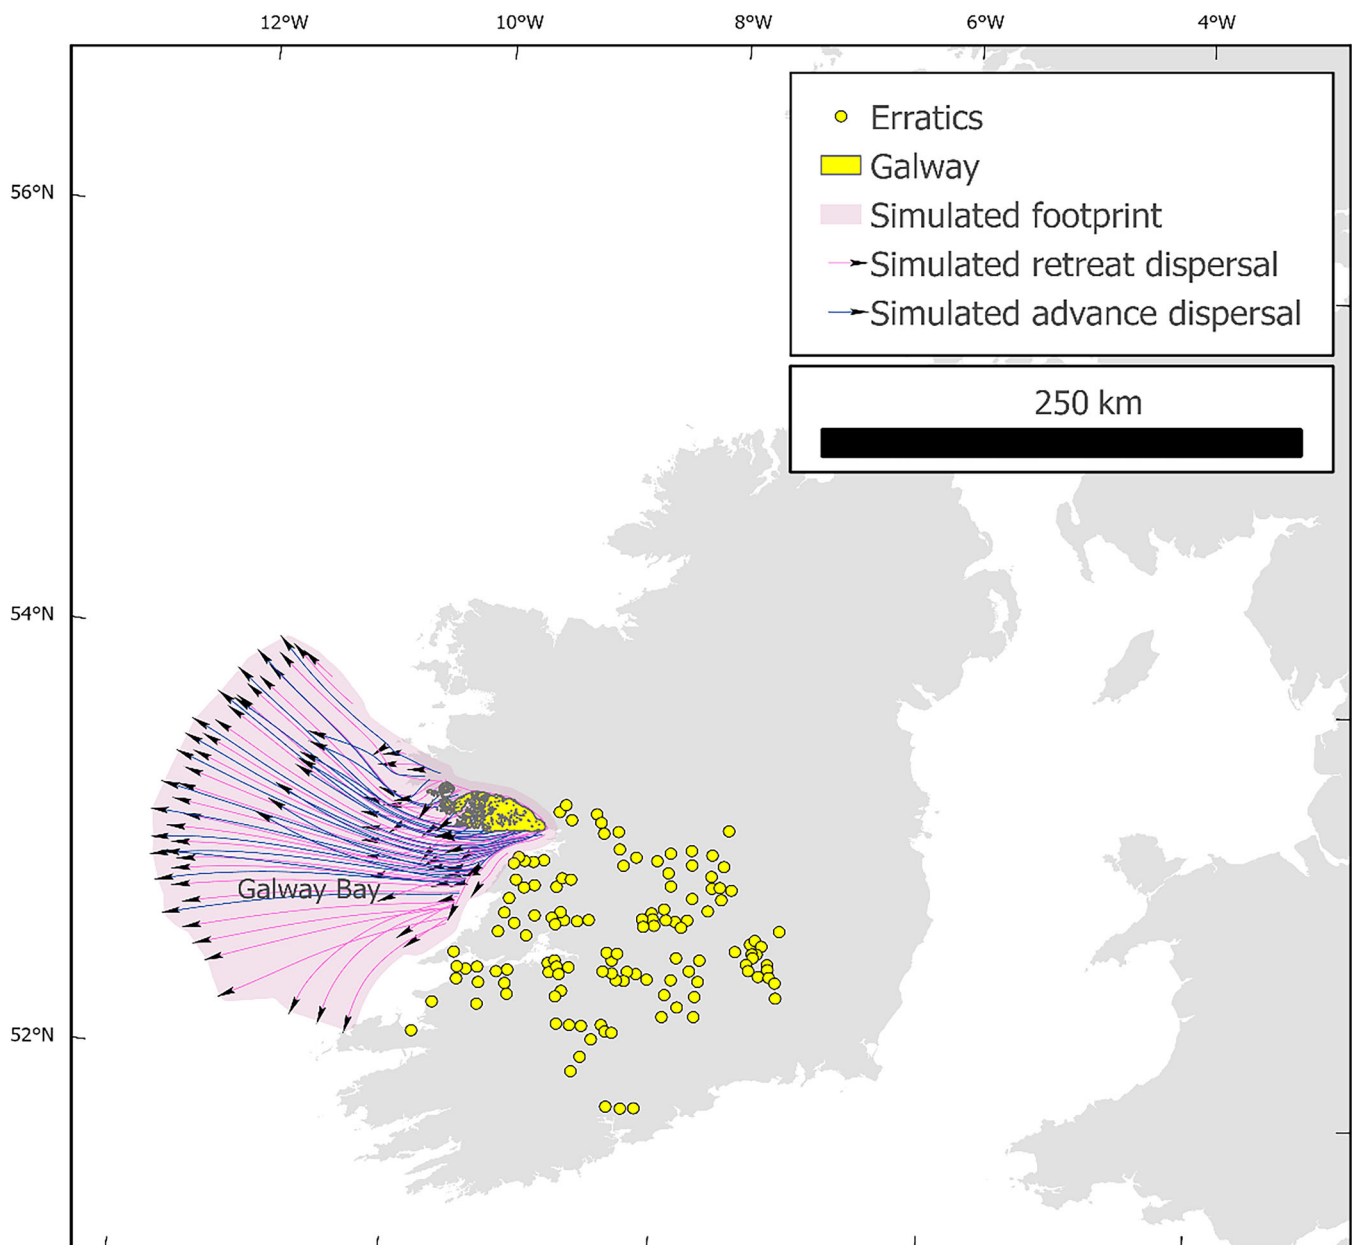 12°W 10°W 8°W 6°W 4°W
Erratics
56°N
Galway
Simulated footprint
Simulated retreat dispersal
Simulated advance dispersal
250 km
54°N
Galway Bay
52°N